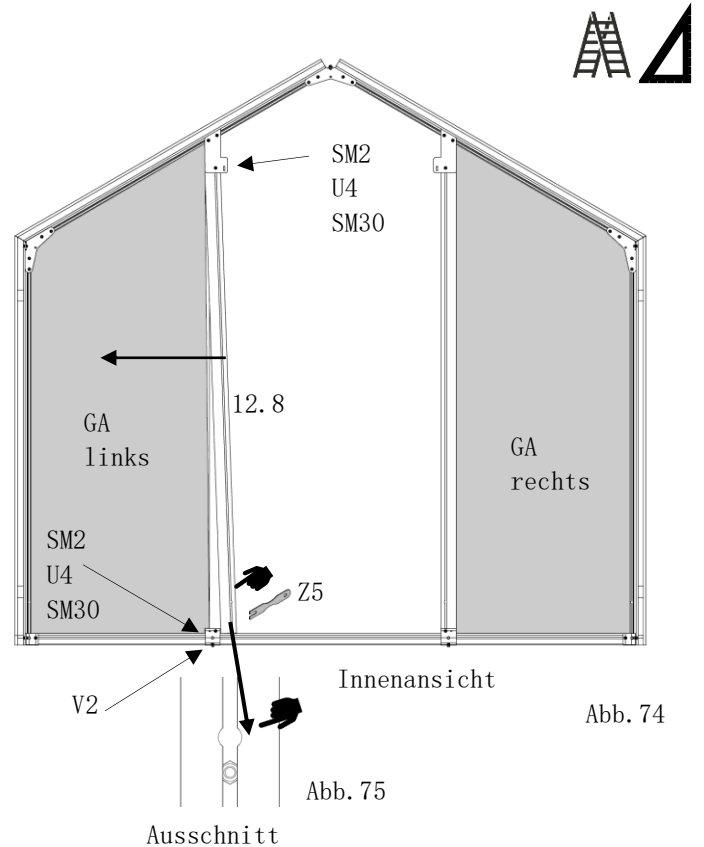 SM2
U4
SM30
12.8
GA
links
GA
rechts
SM2
U4
SM30
Z5
V2
Innenansicht
Abb.74
Abb.75
Ausschnitt